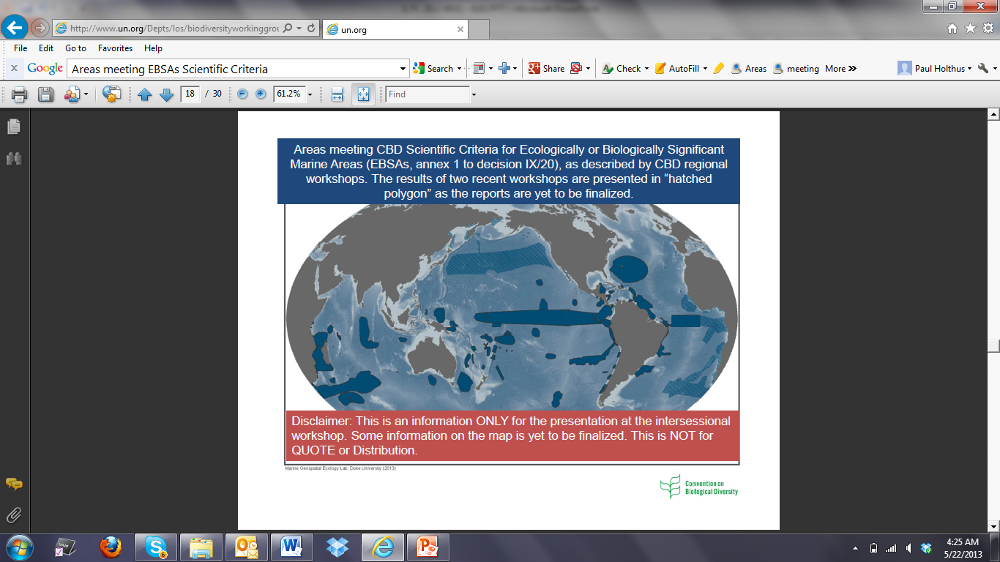 http://www.un.org/Depts/los/biodiversityworkinggrou
un.org
File Edit Go to Favorites Help
Google Areas meeting EBSAs Scientific Criteria Search Share Check AutoFill Areas meeting More Paul Holthus
18 / 30 61.2% Find
Areas meeting CBD Scientific Criteria for Ecologically or Biologically Significant
Marine Areas (EBSAs, annex 1 to decision IX/20), as described by CBD regional
workshops. The results of two recent workshops are presented in “hatched
polygon” as the reports are yet to be finalized.
Disclaimer: This is an information ONLY for the presentation at the intersessional
workshop. Some information on the map is yet to be finalized. This is NOT for
QUOTE or Distribution.
Marine Geospatial Ecology Lab, Duke University (2013)
Convention on
Biological Diversity
4:25 AM
5/22/2013